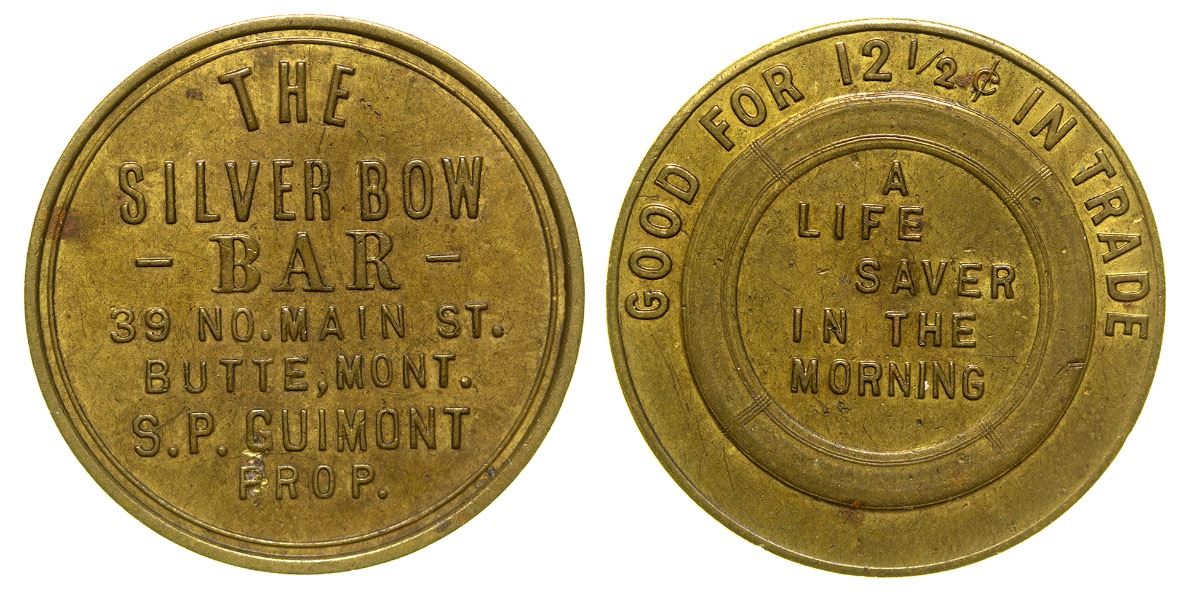 THE
SILVER BOW
- BAR -
39 NO. MAIN ST.
BUTTE, MONT.
S.P. GUIMONT
PROP.
GOOD FOR 12 1/2 ¢ IN TRADE
A
LIFE
SAVER
IN THE
MORNING